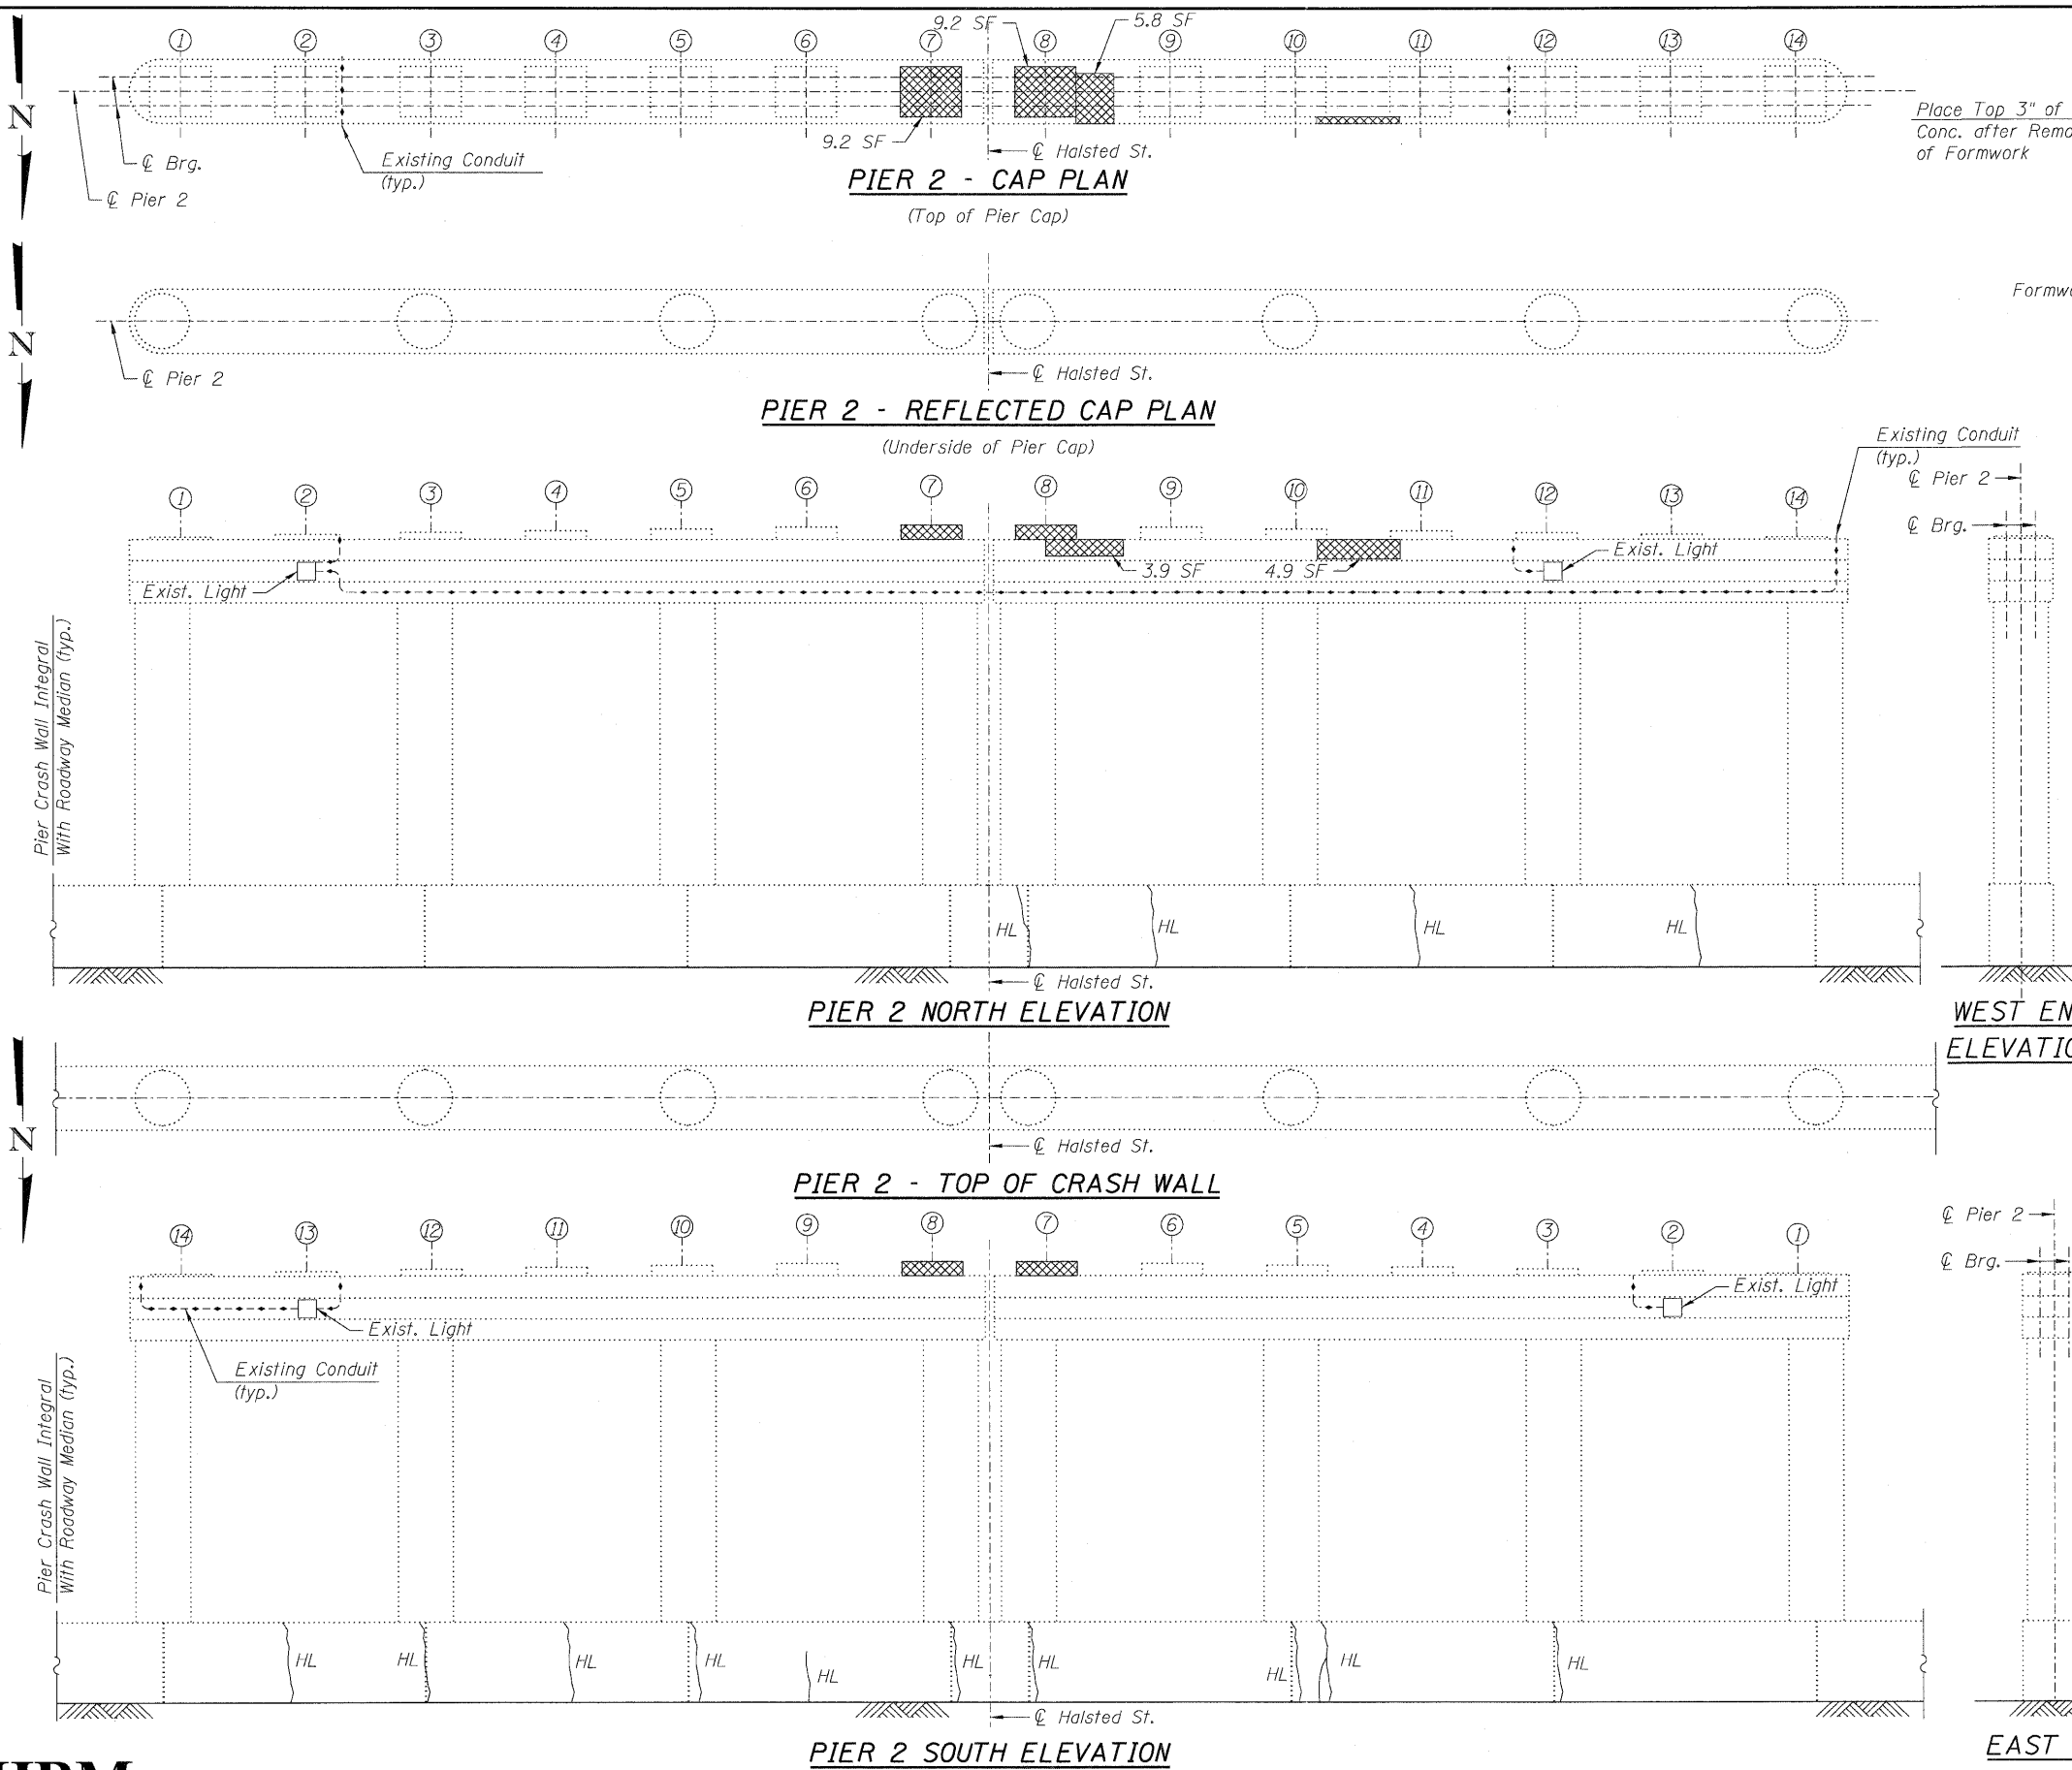 9.2 SF
5.8 SF
1 2 3 4 5 6 7 8 9 10 11 12 13 14
N
9.2 SF
℄ Brg.
Existing Conduit
(typ.)
℄ Halsted St.
℄ Pier 2
PIER 2 - CAP PLAN
(Top of Pier Cap)
Place Top 3" of
Conc. after Remo
of Formwork
N
℄ Pier 2
℄ Halsted St.
Formwo
PIER 2 - REFLECTED CAP PLAN
(Underside of Pier Cap)
Existing Conduit
(typ.)
℄ Pier 2
℄ Brg.
1 2 3 4 5 6 7 8 9 10 11 12 13 14
Exist. Light
3.9 SF
4.9 SF
Exist. Light
Pier Crash Wall Integral
With Roadway Median (typ.)
HL HL HL HL
℄ Halsted St.
PIER 2 NORTH ELEVATION
WEST EN
ELEVATIO
N
℄ Halsted St.
PIER 2 - TOP OF CRASH WALL
14 13 12 11 10 9 8 7 6 5 4 3 2 1
℄ Pier 2
℄ Brg.
Exist. Light
Exist. Light
Existing Conduit
(typ.)
Pier Crash Wall Integral
With Roadway Median (typ.)
HL HL HL HL HL HL HL HL HL HL
℄ Halsted St.
PIER 2 SOUTH ELEVATION
EAST